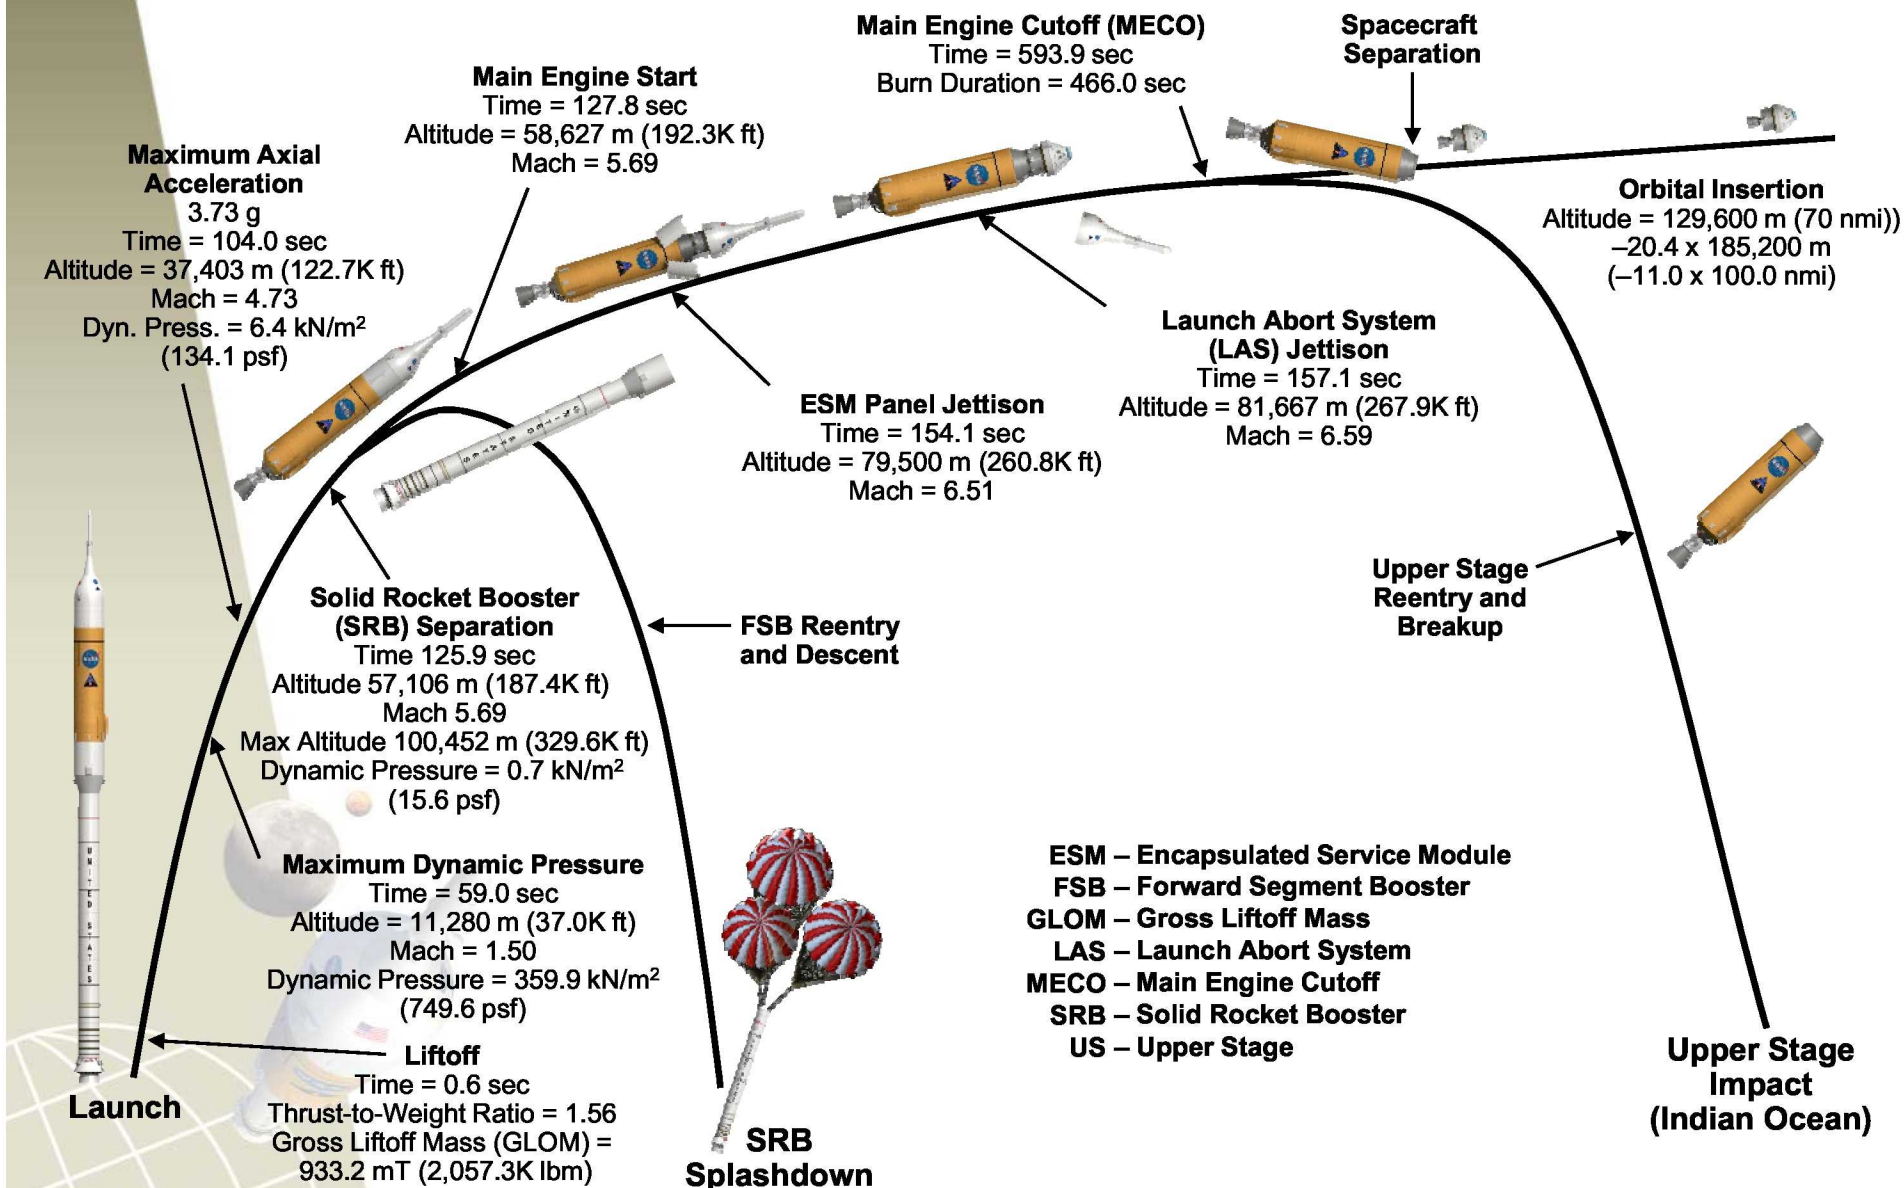 Main Engine Cutoff (MECO)
Time = 593.9 sec
Burn Duration = 466.0 sec
Spacecraft
Separation
Main Engine Start
Time = 127.8 sec
Altitude = 58,627 m (192.3K ft)
Mach = 5.69
Maximum Axial
Acceleration
3.73 g
Time = 104.0 sec
Altitude = 37,403 m (122.7K ft)
Mach = 4.73
Dyn. Press. = 6.4 kN/m²
(134.1 psf)
Orbital Insertion
Altitude = 129,600 m (70 nmi))
–20.4 x 185,200 m
(–11.0 x 100.0 nmi)
Launch Abort System
(LAS) Jettison
Time = 157.1 sec
Altitude = 81,667 m (267.9K ft)
Mach = 6.59
ESM Panel Jettison
Time = 154.1 sec
Altitude = 79,500 m (260.8K ft)
Mach = 6.51
Solid Rocket Booster
(SRB) Separation
Time 125.9 sec
Altitude 57,106 m (187.4K ft)
Mach 5.69
Max Altitude 100,452 m (329.6K ft)
Dynamic Pressure = 0.7 kN/m²
(15.6 psf)
FSB Reentry
and Descent
Upper Stage
Reentry and
Breakup
Maximum Dynamic Pressure
Time = 59.0 sec
Altitude = 11,280 m (37.0K ft)
Mach = 1.50
Dynamic Pressure = 359.9 kN/m²
(749.6 psf)
ESM – Encapsulated Service Module
FSB – Forward Segment Booster
GLOM – Gross Liftoff Mass
LAS – Launch Abort System
MECO – Main Engine Cutoff
SRB – Solid Rocket Booster
US – Upper Stage
Liftoff
Time = 0.6 sec
Thrust-to-Weight Ratio = 1.56
Gross Liftoff Mass (GLOM) =
933.2 mT (2,057.3K lbm)
Launch
SRB
Splashdown
Upper Stage
Impact
(Indian Ocean)
UNITED STATES
UNITED STATES
NASA